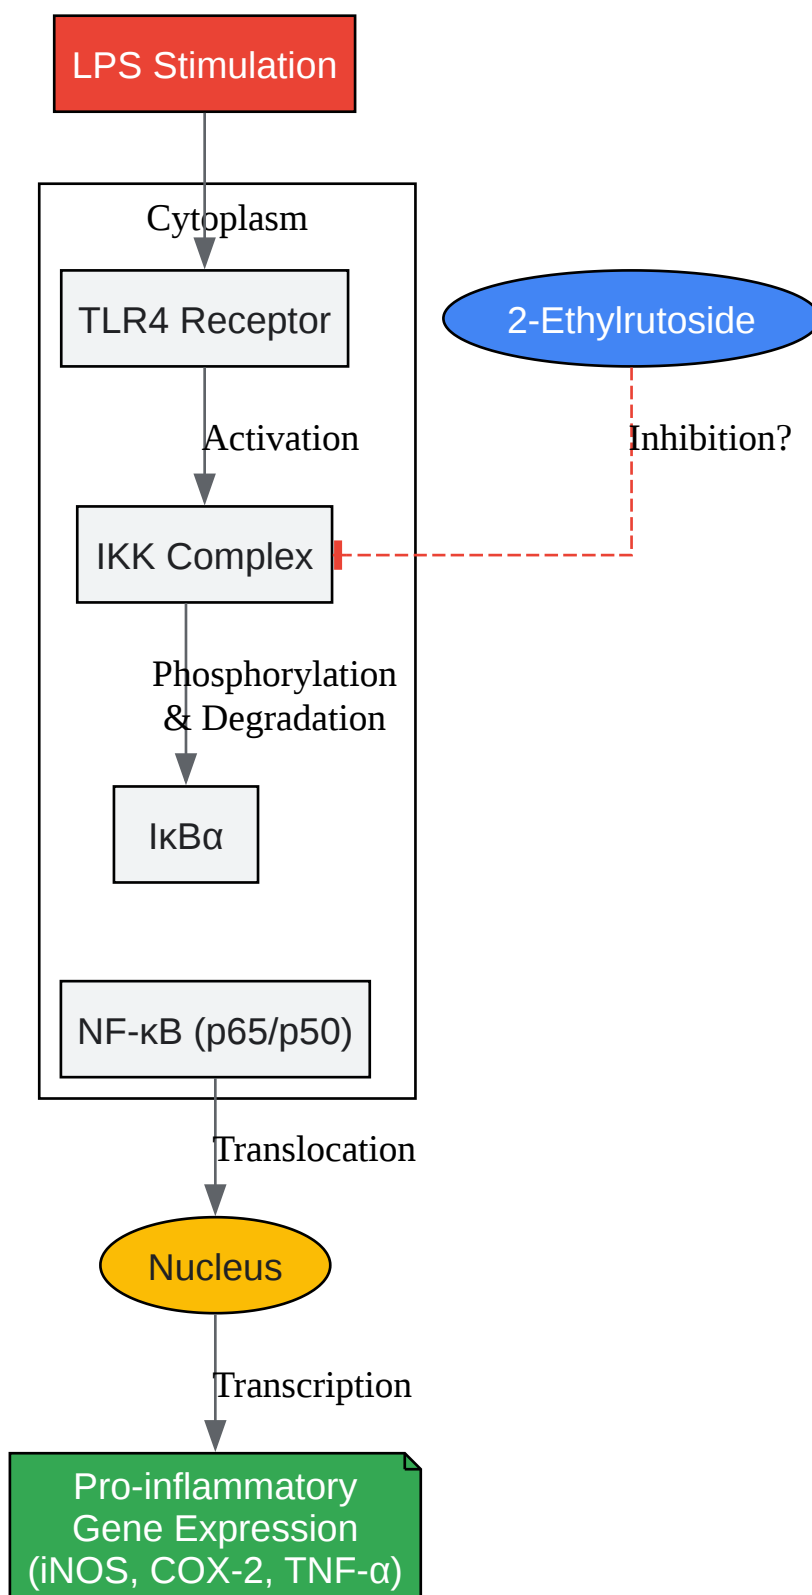 LPS Stimulation
Cytoplasm
TLR4 Receptor
2-Ethylrutoside
Activation
Inhibition?
IKK Complex
Phosphorylation
& Degradation
IκBα
NF-κB (p65/p50)
Translocation
Nucleus
Transcription
Pro-inflammatory
Gene Expression
(iNOS, COX-2, TNF-α)